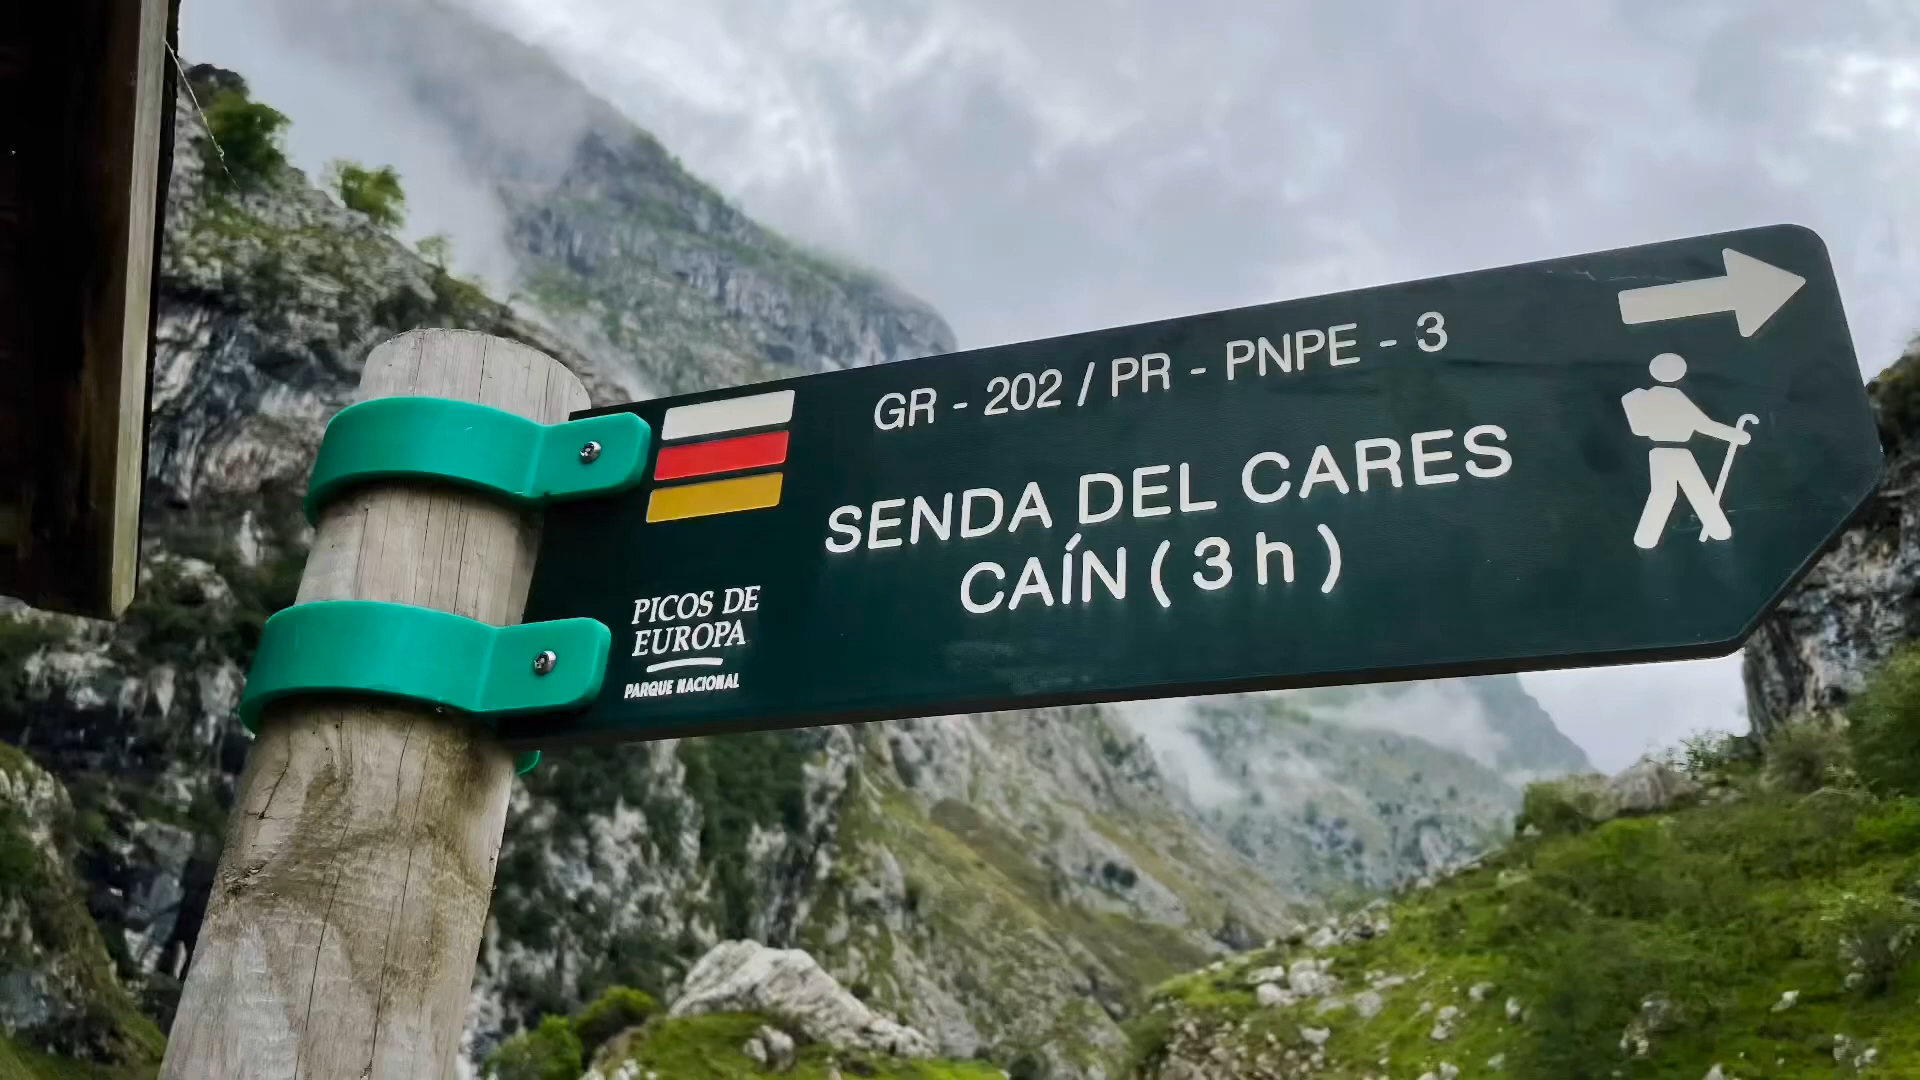 GR - 202 / PR - PNPE - 3
SENDA DEL CARES
CAÍN ( 3 h )
PICOS DE
EUROPA
PARQUE NACIONAL